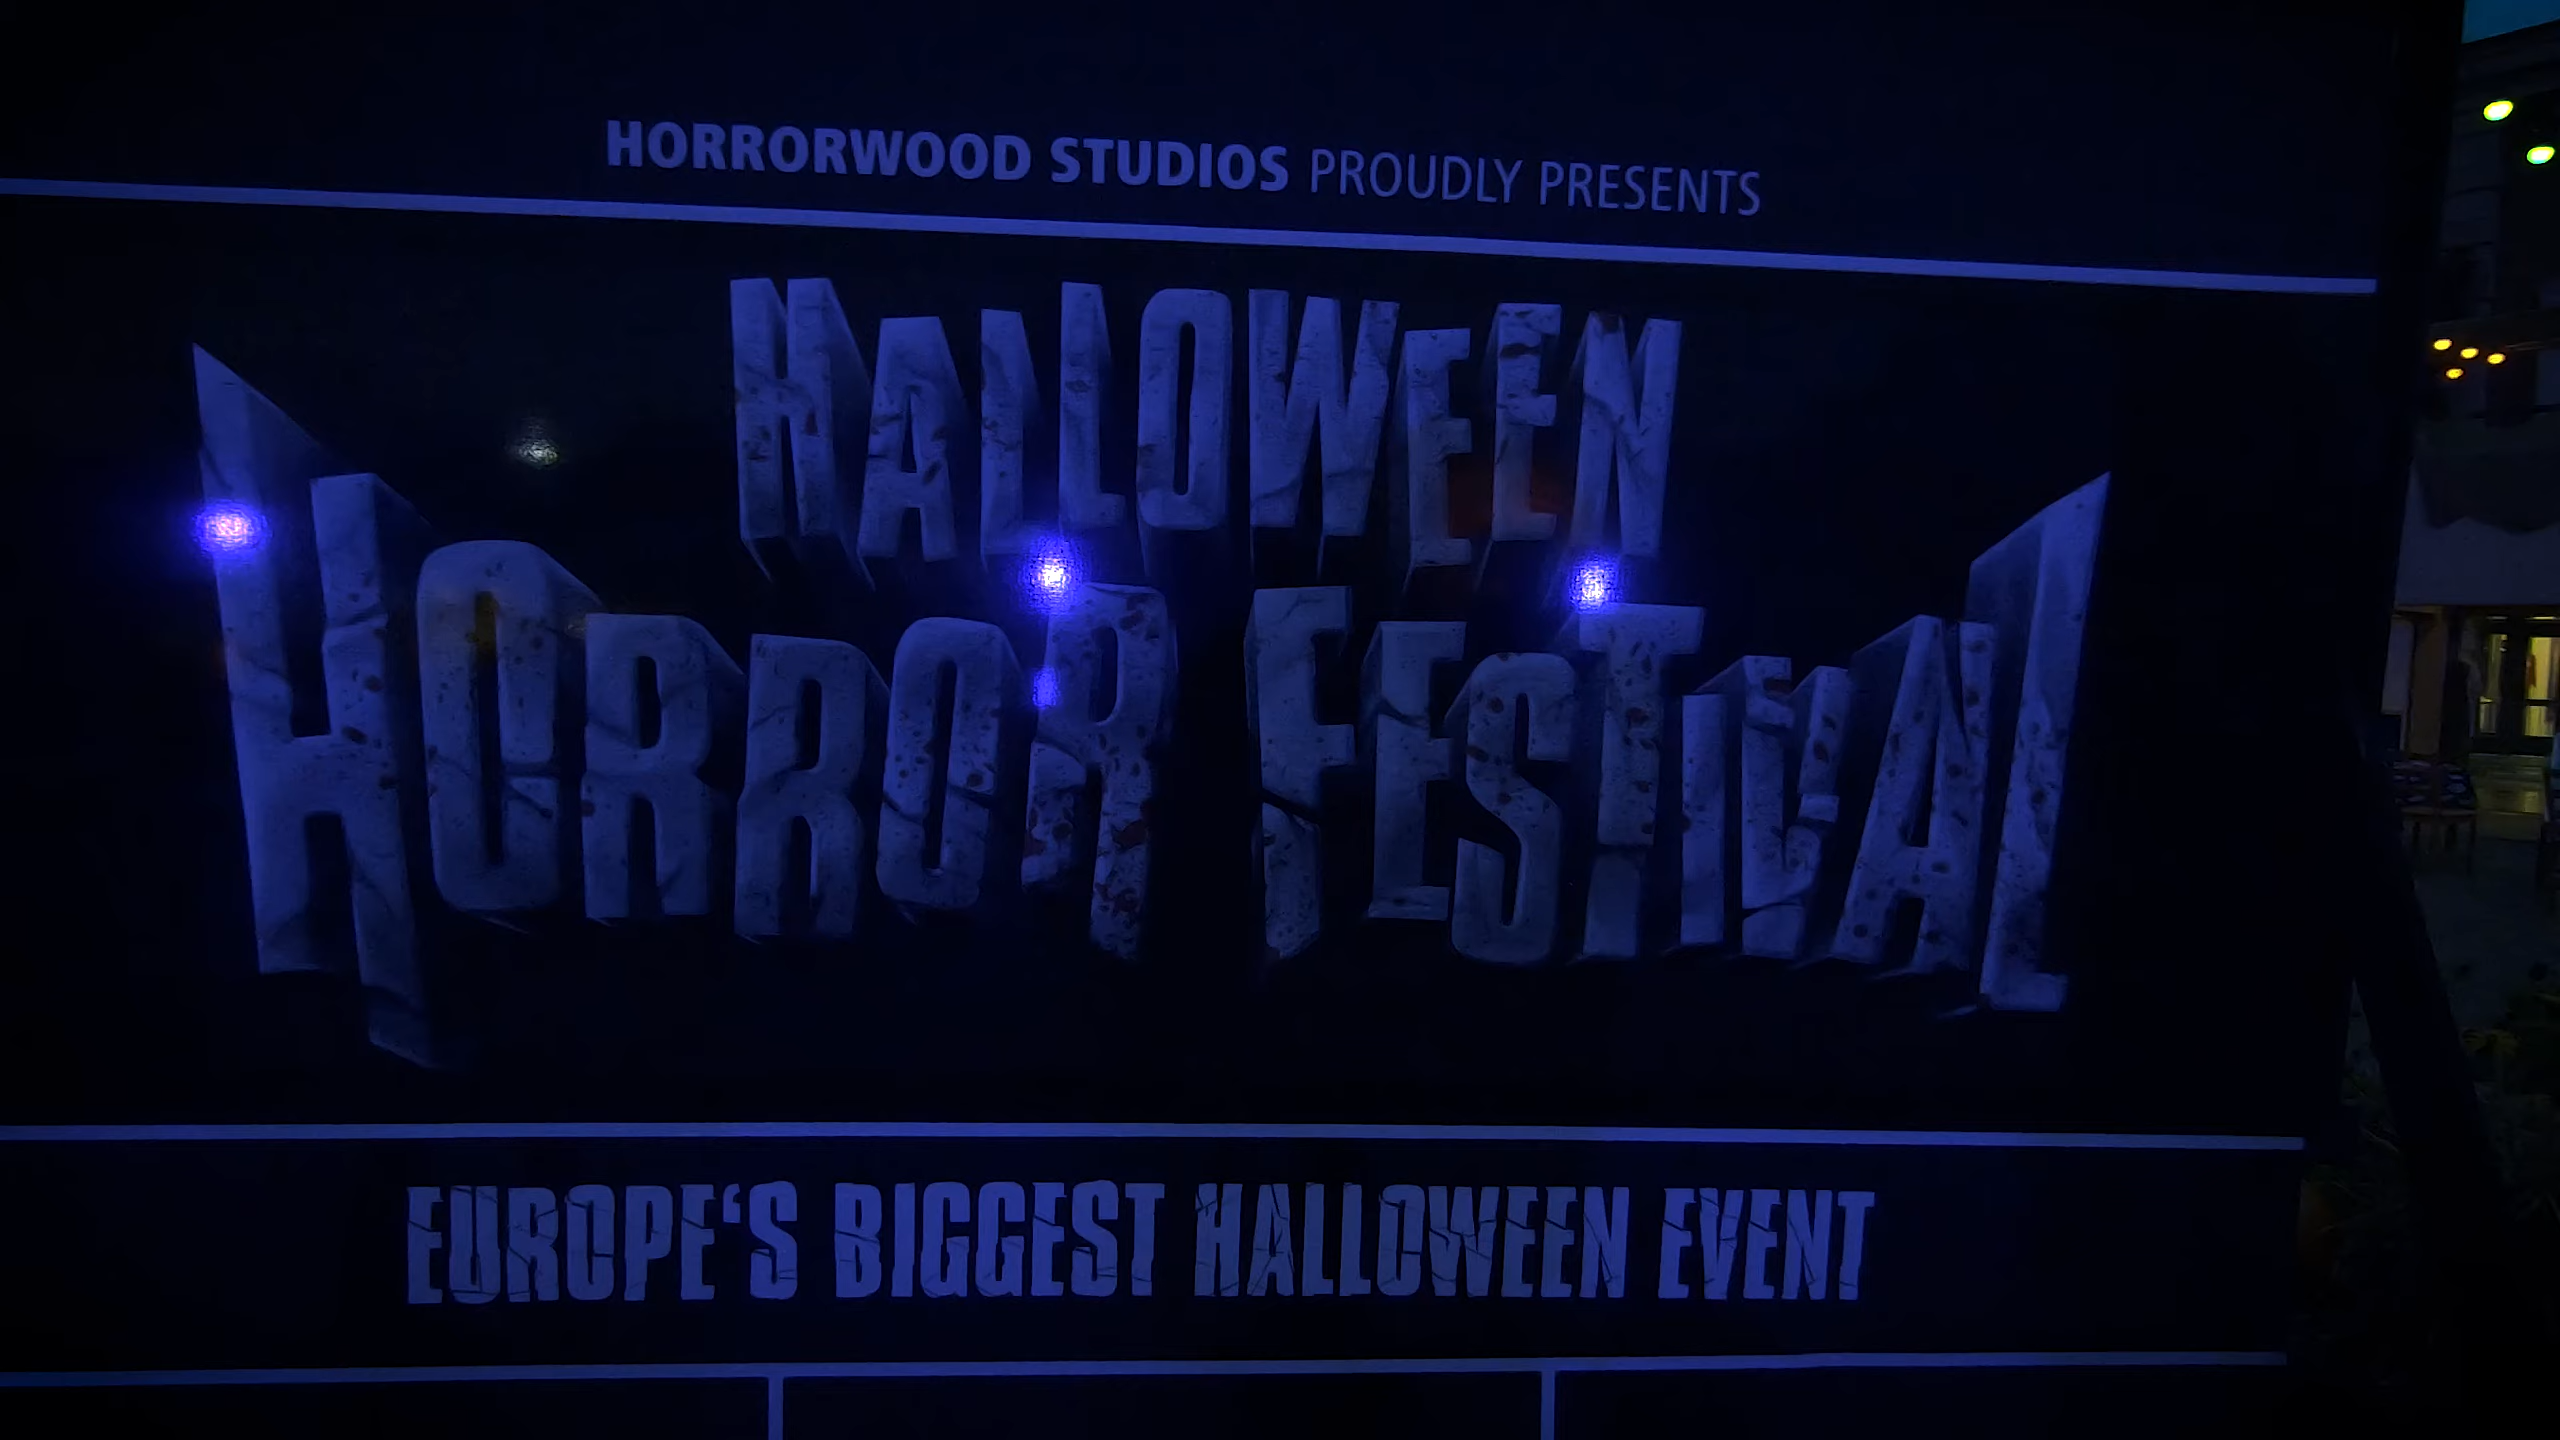 HORRORWOOD STUDIOS PROUDLY PRESENTS
HALLOWEEN
HORROR FESTIVAL
EUROPE‘S BIGGEST HALLOWEEN EVENT